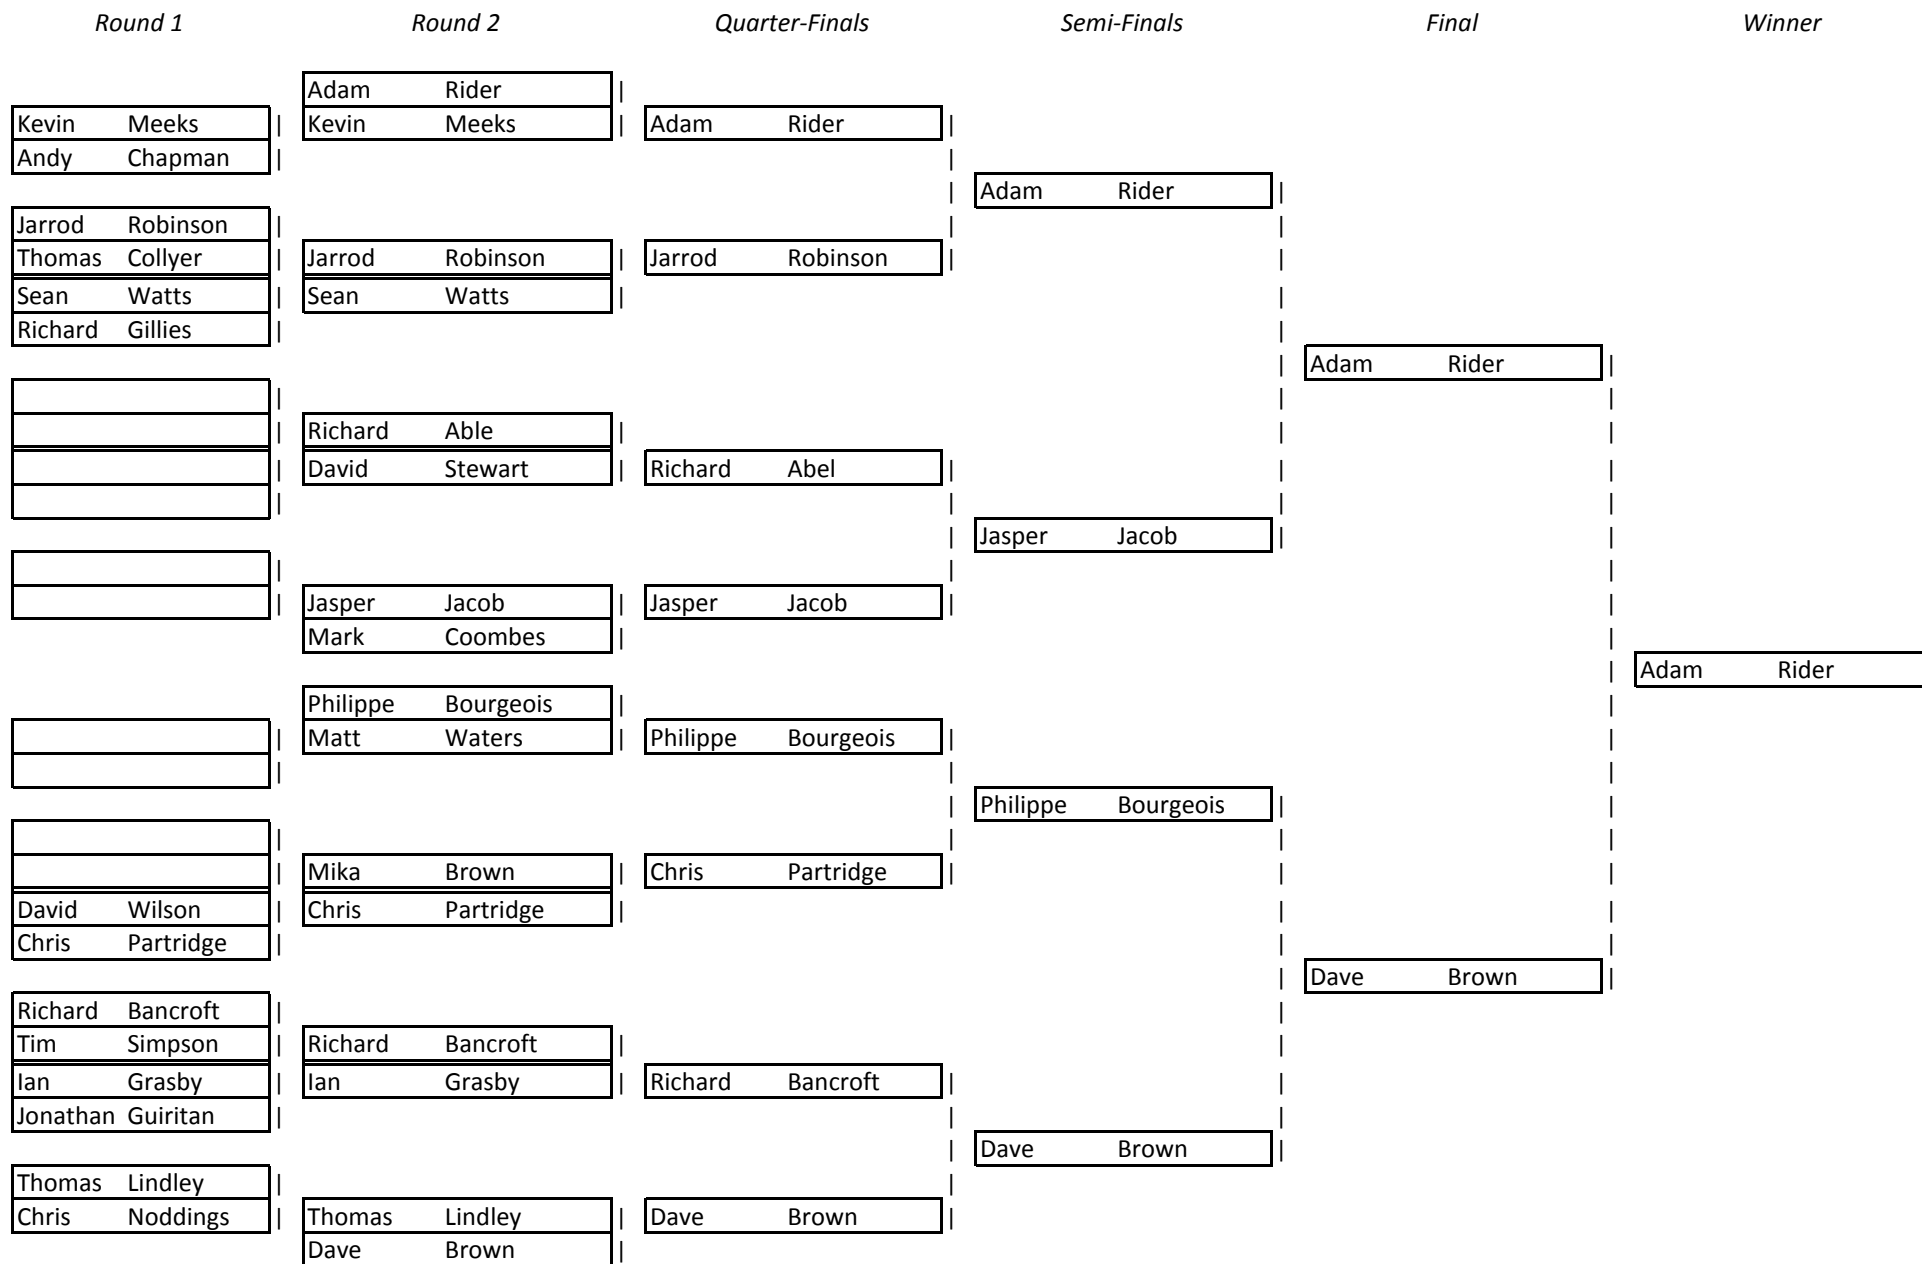 Round 1 Round 2 Quarter-Finals Semi-Finals Final Winner
Adam Rider
Kevin Meeks Kevin Meeks Adam Rider
Andy Chapman
Adam Rider
Jarrod Robinson
Thomas Collyer Jarrod Robinson Jarrod Robinson
Sean Watts Sean Watts
Richard Gillies
Adam Rider
Richard Able
David Stewart Richard Abel
Jasper Jacob
Jasper Jacob Jasper Jacob
Mark Coombes
Adam Rider
Philippe Bourgeois
Matt Waters Philippe Bourgeois
Philippe Bourgeois
Mika Brown Chris Partridge
David Wilson Chris Partridge
Chris Partridge
Dave Brown
Richard Bancroft
Tim Simpson Richard Bancroft
Ian Grasby Ian Grasby Richard Bancroft
Jonathan Guiritan
Dave Brown
Thomas Lindley
Chris Noddings Thomas Lindley Dave Brown
Dave Brown